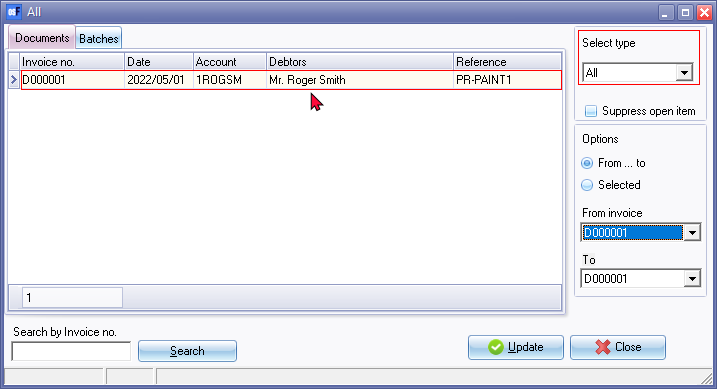 All
Documents
Batches
Invoice no.
Date
Account
Debtors
Reference
D000001
2022/05/01
1ROGSM
Mr. Roger Smith
PR-PAINT1
1
Search by Invoice no.
Search
Update
Close
Select type
All
Suppress open item
Options
From ... to
Selected
From invoice
D000001
To
D000001